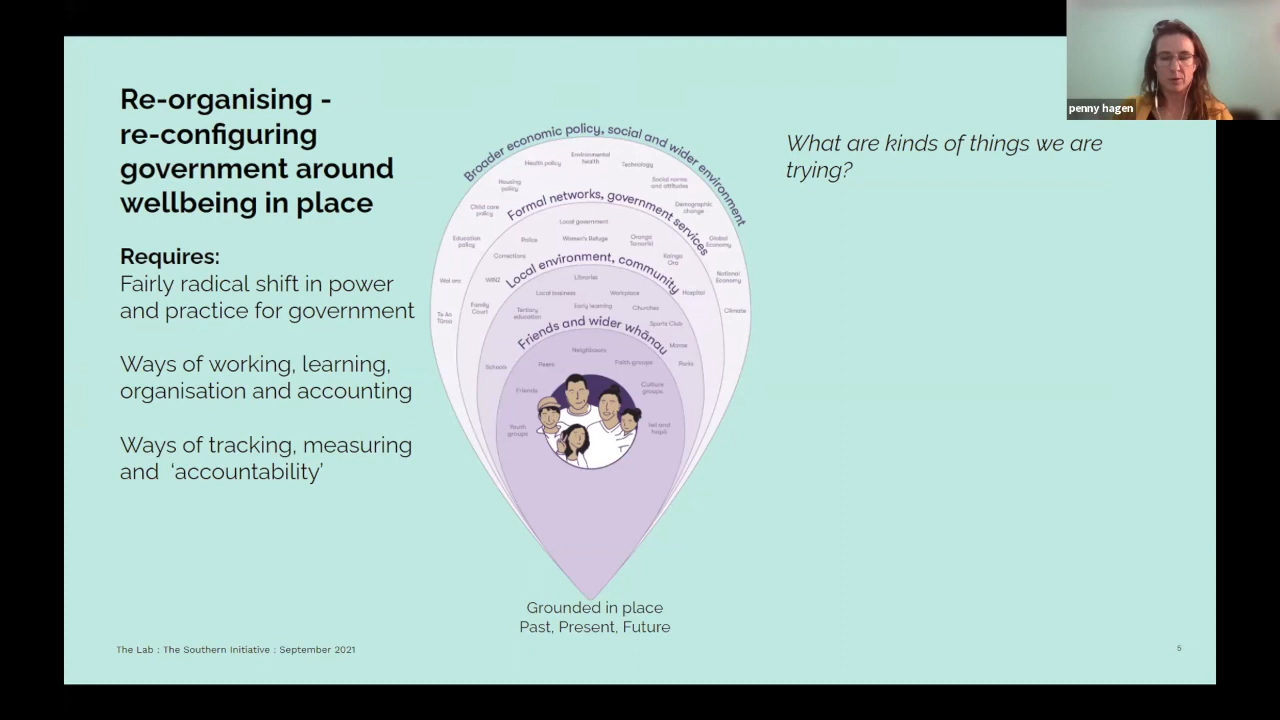 Re-organising -
re-configuring
government around
wellbeing in place
Requires:
Fairly radical shift in power
and practice for government
Ways of working, learning,
organisation and accounting
Ways of tracking, measuring
and ‘accountability’
Broader economic policy, social and wider environment
Environmental
health
Health policy
Technology
Housing
policy
Social norms
and attitudes
Child care
policy
Demographic
change
Education
policy
Global
Economy
National
Economy
Climate
Te Ao
Formal networks, government services
Local government
Police
Women's Refuge
Oranga
Tamariki
Corrections
Kainga
Ora
WINZ
Hospital
Family
Court
Local environment, community
Libraries
Local business
Workplace
Tertiary
education
Early learning
Churches
Sports Club
Marae
Schools
Parks
Friends and wider whānau
Neighbours
Peers
Faith groups
Friends
Culture
groups
Youth
groups
Iwi and
hapū
Grounded in place
Past, Present, Future
What are kinds of things we are
trying?
penny hagen
The Lab : The Southern Initiative : September 2021
5